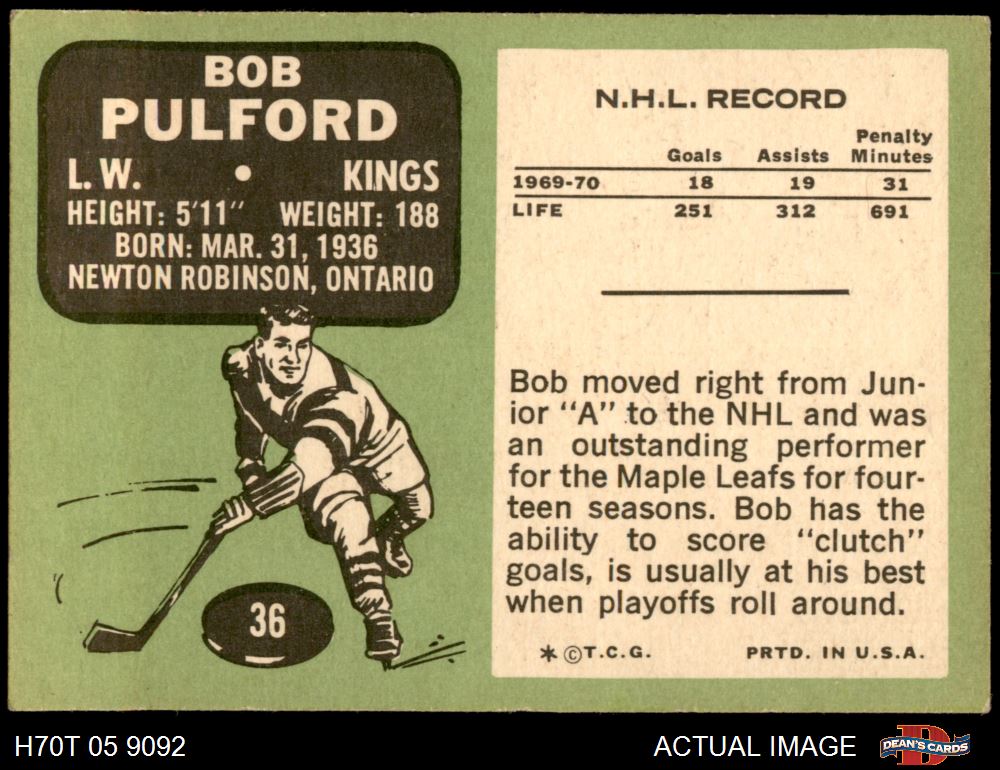 BOB
PULFORD
L. W. • KINGS
HEIGHT: 5'11" WEIGHT: 188
BORN: MAR. 31, 1936
NEWTON ROBINSON, ONTARIO
36
N.H.L. RECORD
Penalty
Goals Assists Minutes
1969-70 18 19 31
LIFE 251 312 691
Bob moved right from Jun-
ior "A" to the NHL and was
an outstanding performer
for the Maple Leafs for four-
teen seasons. Bob has the
ability to score "clutch"
goals, is usually at his best
when playoffs roll around.
* ©T.C.G. PRTD. IN U.S.A.
H70T 05 9092 ACTUAL IMAGE D DEAN'S CARDS